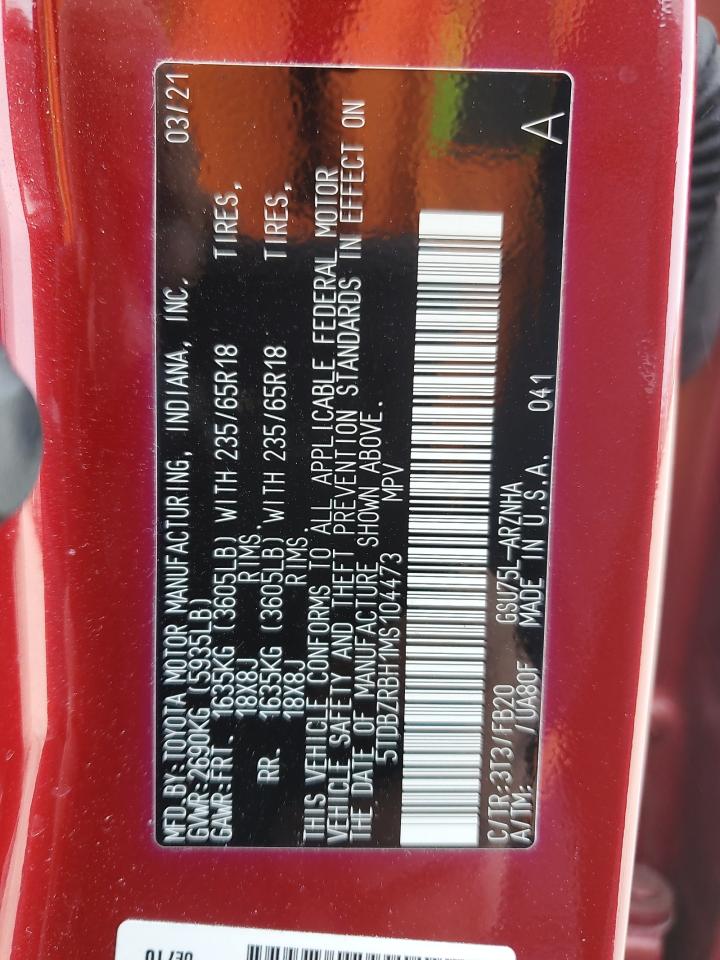 MFD.BY:TOYOTA MOTOR MANUFACTURING, INDIANA, INC. 03/21
GVWR:2690KG (5935LB)
GAWR:FRT. 1635KG (3605LB) WITH 235/65R18 TIRES,
18X8J RIMS.
RR. 1635KG (3605LB) WITH 235/65R18 TIRES,
18X8J RIMS.
THIS VEHICLE CONFORMS TO ALL APPLICABLE FEDERAL MOTOR
VEHICLE SAFETY AND THEFT PREVENTION STANDARDS IN EFFECT ON
THE DATE OF MANUFACTURE SHOWN ABOVE.
5TDBZRBH1MS104473 MPV
C/TR:3T3/FB20 GSU75L-ARZNHA
A/TM: /UA80F MADE IN U.S.A. 041 A